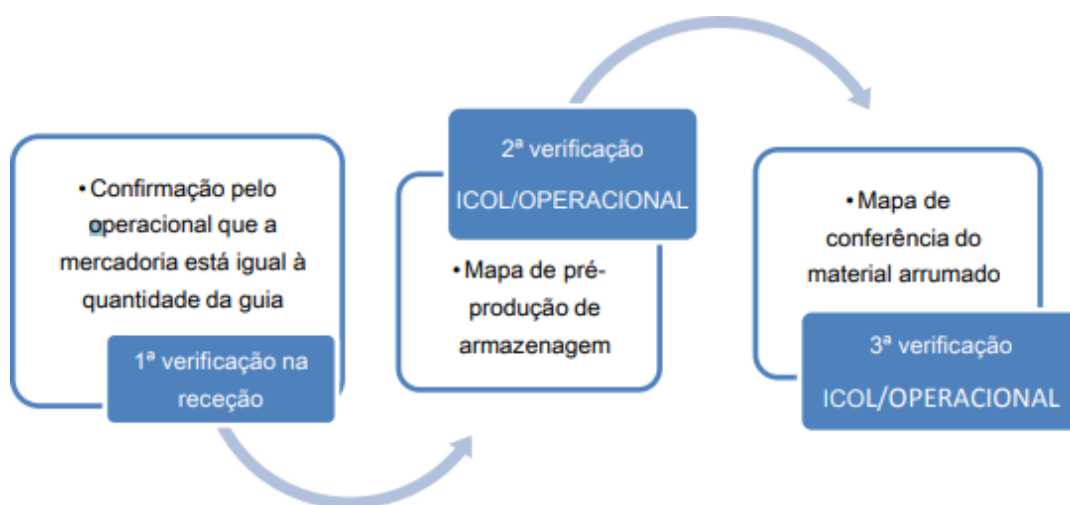 • Confirmação pelo
operacional que a
mercadoria está igual à
quantidade da guia
1ª verificação na
receção
2ª verificação
ICOL/OPERACIONAL
• Mapa de pré-
produção de
armazenagem
• Mapa de
conferência do
material arrumado
3ª verificação
ICOL/OPERACIONAL